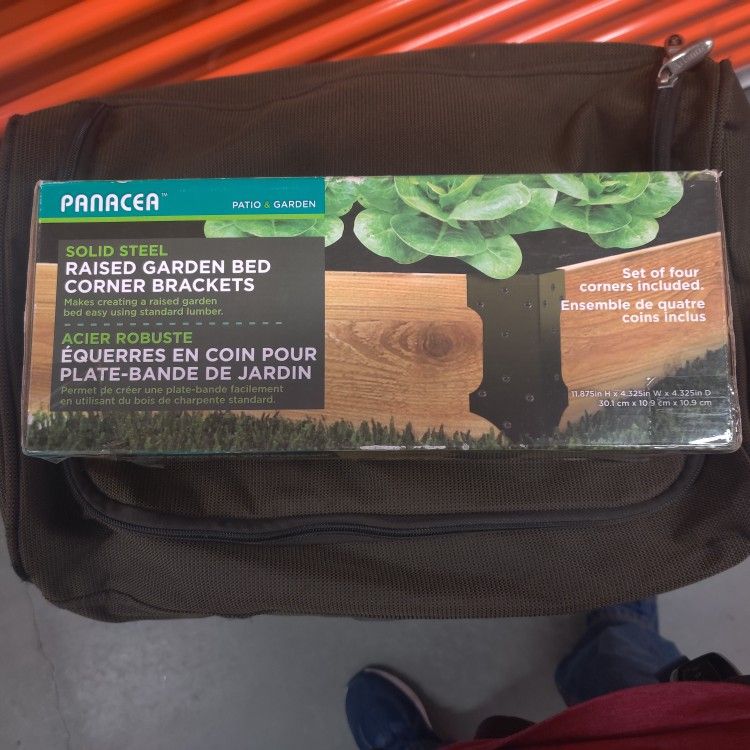 PANACEA™
PATIO & GARDEN
SOLID STEEL
RAISED GARDEN BED
CORNER BRACKETS
Makes creating a raised garden
bed easy using standard lumber.
ACIER ROBUSTE
ÉQUERRES EN COIN POUR
PLATE-BANDE DE JARDIN
Permet de créer une plate-bande facilement
en utilisant du bois de charpente standard.
Set of four
corners included.
Ensemble de quatre
coins inclus
11.875in H x 4.325in W x 4.325in D
30.1 cm x 10.9 cm x 10.9 cm